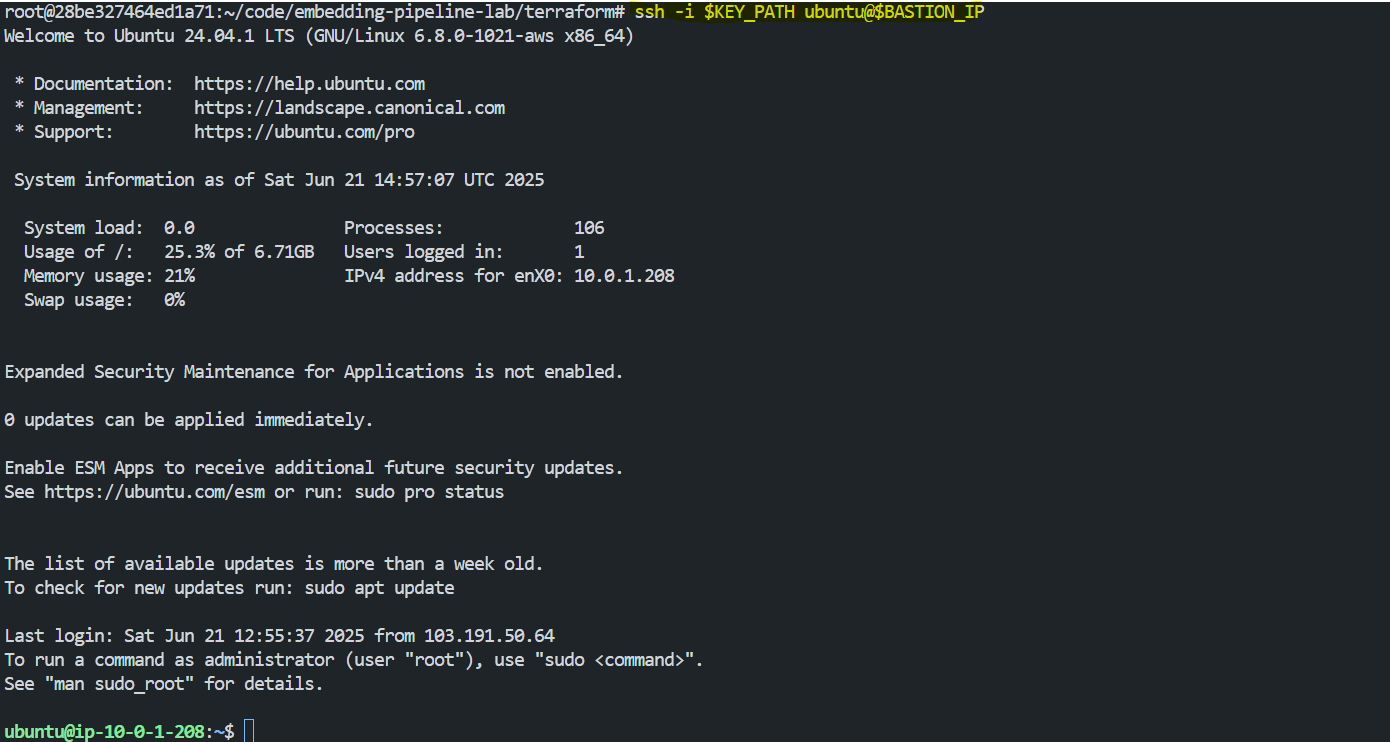 root@28be327464ed1a71:~/code/embedding-pipeline-lab/terraform# ssh -i $KEY_PATH ubuntu@$BASTION_IP
Welcome to Ubuntu 24.04.1 LTS (GNU/Linux 6.8.0-1021-aws x86_64)
* Documentation:  https://help.ubuntu.com
* Management:     https://landscape.canonical.com
* Support:        https://ubuntu.com/pro
System information as of Sat Jun 21 14:57:07 UTC 2025
System load:  0.0               Processes:             106
Usage of /:   25.3% of 6.71GB   Users logged in:       1
Memory usage: 21%               IPv4 address for enX0: 10.0.1.208
Swap usage:   0%
Expanded Security Maintenance for Applications is not enabled.
0 updates can be applied immediately.
Enable ESM Apps to receive additional future security updates.
See https://ubuntu.com/esm or run: sudo pro status
The list of available updates is more than a week old.
To check for new updates run: sudo apt update
Last login: Sat Jun 21 12:55:37 2025 from 103.191.50.64
To run a command as administrator (user "root"), use "sudo <command>".
See "man sudo_root" for details.
ubuntu@ip-10-0-1-208:~$